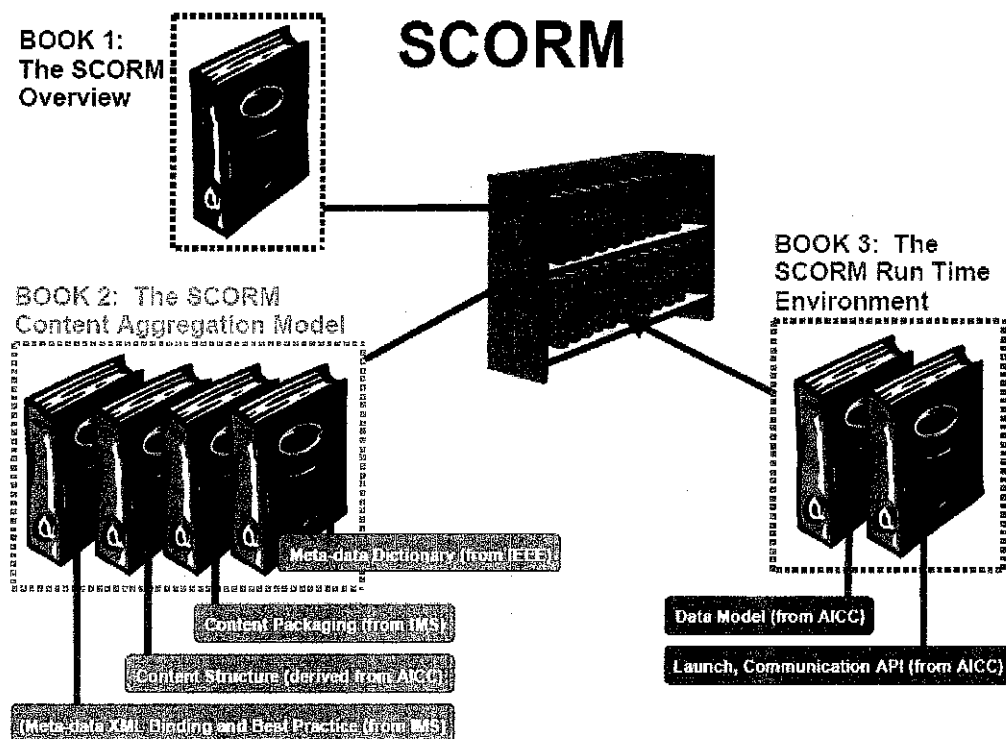 SCORM
BOOK 1:
The SCORM
Overview
BOOK 2: The SCORM
Content Aggregation Model
BOOK 3: The
SCORM Run Time
Environment
Meta-data Dictionary (from IEEE)
Content Packaging (from IMS)
Content Structure (derived from AICC)
(Meta-data XML Binding and Best Practice (from IMS)
Data Model (from AICC)
Launch, Communication API (from AICC)